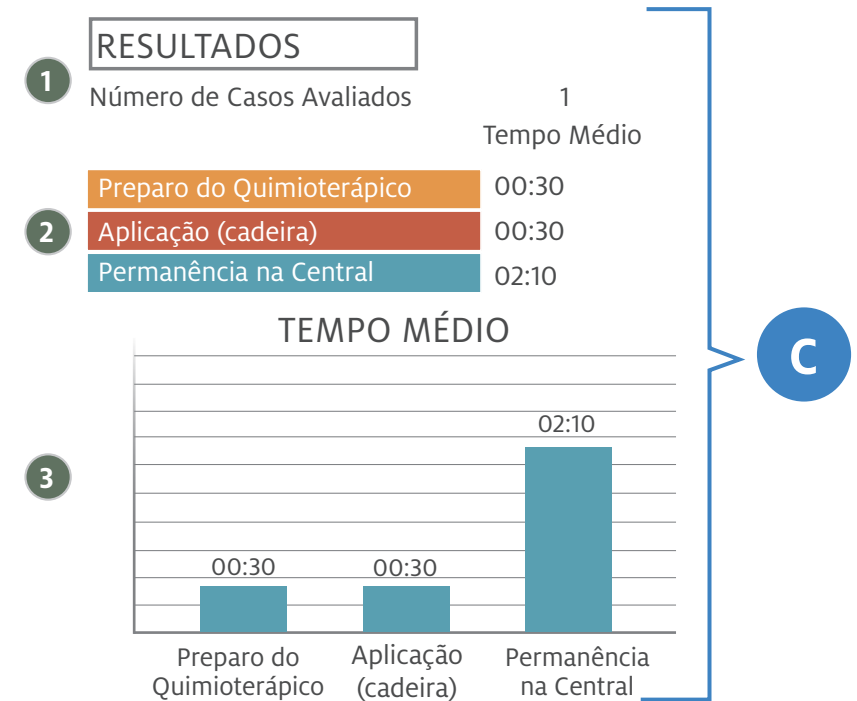 RESULTADOS
1
Número de Casos Avaliados 1
Tempo Médio
Preparo do Quimioterápico 00:30
2
Aplicação (cadeira) 00:30
Permanência na Central 02:10
TEMPO MÉDIO
C
02:10
3
00:30 00:30
Preparo do Aplicação Permanência
Quimioterápico (cadeira) na Central